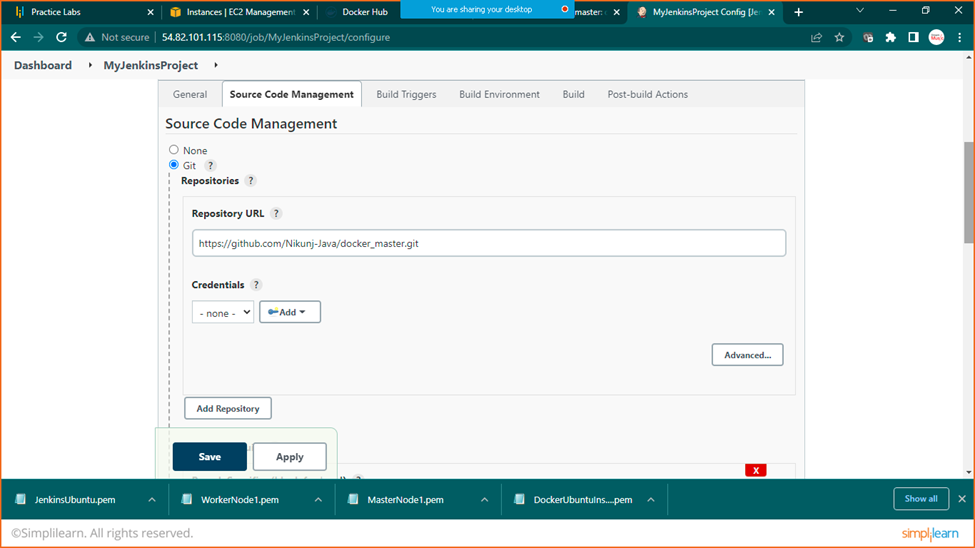 Practice Labs
Instances | EC2 Management
Docker Hub
You are sharing your desktop
master:
MyJenkinsProject Config [Jen
Not secure
54.82.101.115:8080/job/MyJenkinsProject/configure
Dashboard
MyJenkinsProject
General
Source Code Management
Build Triggers
Build Environment
Build
Post-build Actions
Source Code Management
None
Git ?
Repositories ?
Repository URL ?
https://github.com/Nikunj-Java/docker_master.git
Credentials ?
- none -
Add
Advanced...
Add Repository
Save
Apply
X
JenkinsUbuntu.pem
WorkerNode1.pem
MasterNode1.pem
DockerUbuntuIns....pem
Show all
©Simplilearn. All rights reserved.
simplilearn